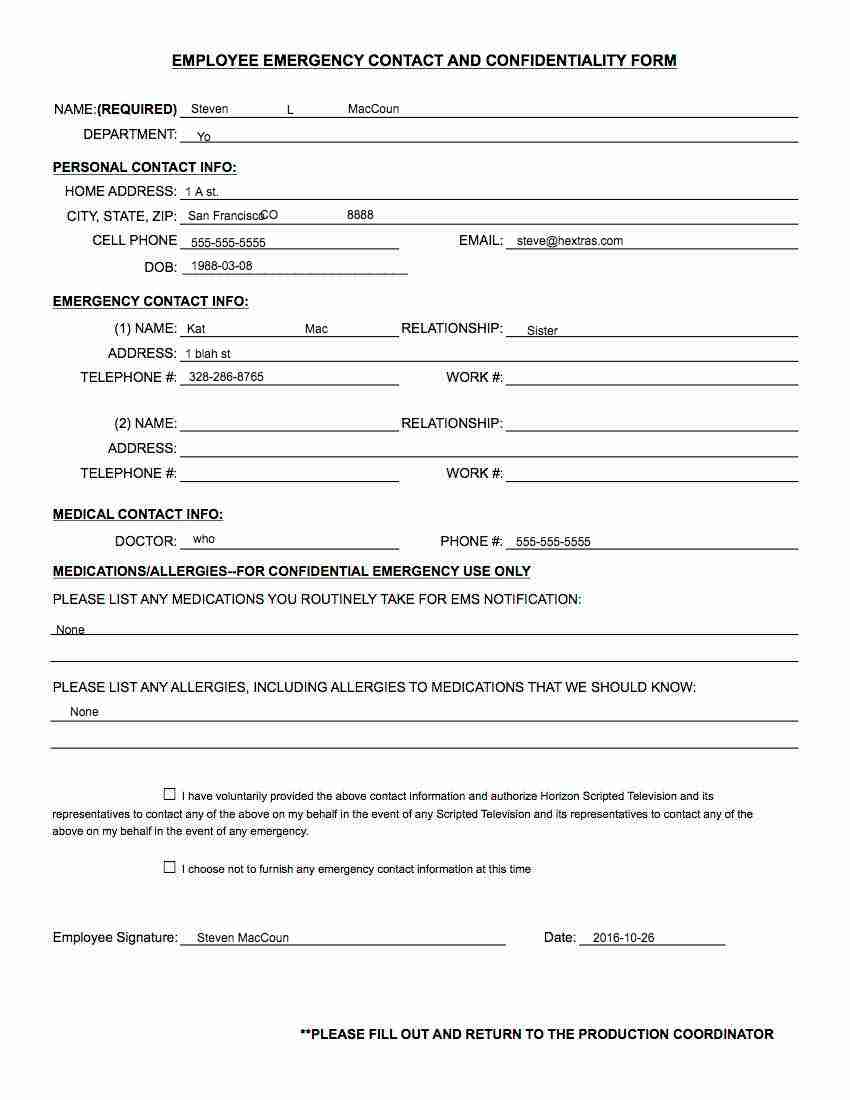 EMPLOYEE EMERGENCY CONTACT AND CONFIDENTIALITY FORM
NAME:(REQUIRED) Steven L MacCoun
DEPARTMENT: Yo
PERSONAL CONTACT INFO:
HOME ADDRESS: 1 A st.
CITY, STATE, ZIP: San Francisco CO 8888
CELL PHONE 555-555-5555 EMAIL: steve@hextras.com
DOB: 1988-03-08
EMERGENCY CONTACT INFO:
(1) NAME: Kat Mac RELATIONSHIP: Sister
ADDRESS: 1 blah st
TELEPHONE #: 328-286-8765 WORK #:
(2) NAME: RELATIONSHIP:
ADDRESS:
TELEPHONE #: WORK #:
MEDICAL CONTACT INFO:
DOCTOR: who PHONE #: 555-555-5555
MEDICATIONS/ALLERGIES--FOR CONFIDENTIAL EMERGENCY USE ONLY
PLEASE LIST ANY MEDICATIONS YOU ROUTINELY TAKE FOR EMS NOTIFICATION:
None
PLEASE LIST ANY ALLERGIES, INCLUDING ALLERGIES TO MEDICATIONS THAT WE SHOULD KNOW:
None
☐ I have voluntarily provided the above contact information and authorize Horizon Scripted Television and its
representatives to contact any of the above on my behalf in the event of any Scripted Television and its representatives to contact any of the
above on my behalf in the event of any emergency.
☐ I choose not to furnish any emergency contact information at this time
Employee Signature: Steven MacCoun Date: 2016-10-26
**PLEASE FILL OUT AND RETURN TO THE PRODUCTION COORDINATOR